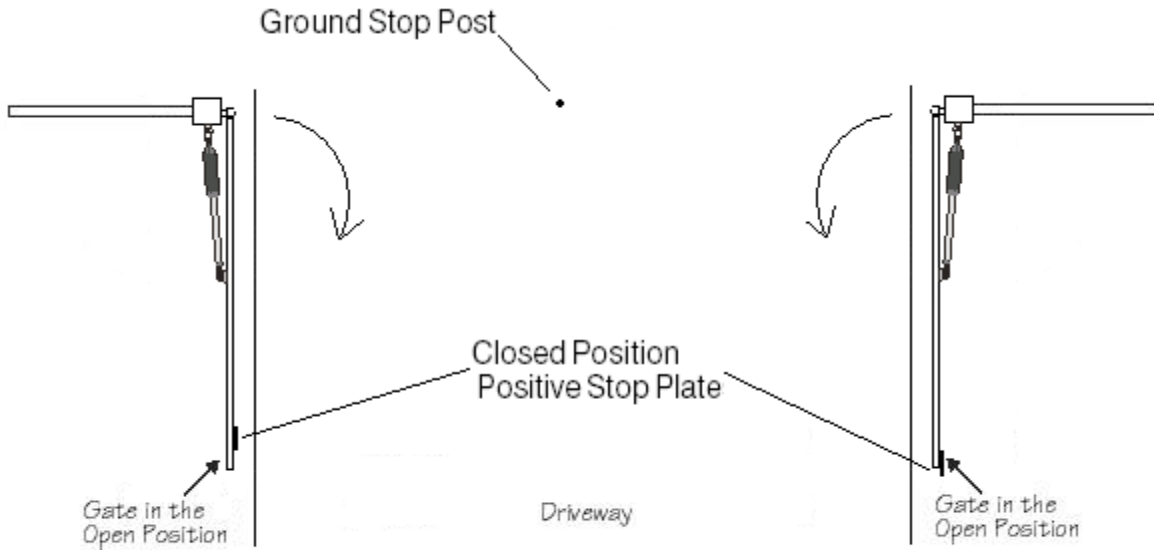 Ground Stop Post
Closed Position
Positive Stop Plate
Gate in the
Open Position
Driveway
Gate in the
Open Position